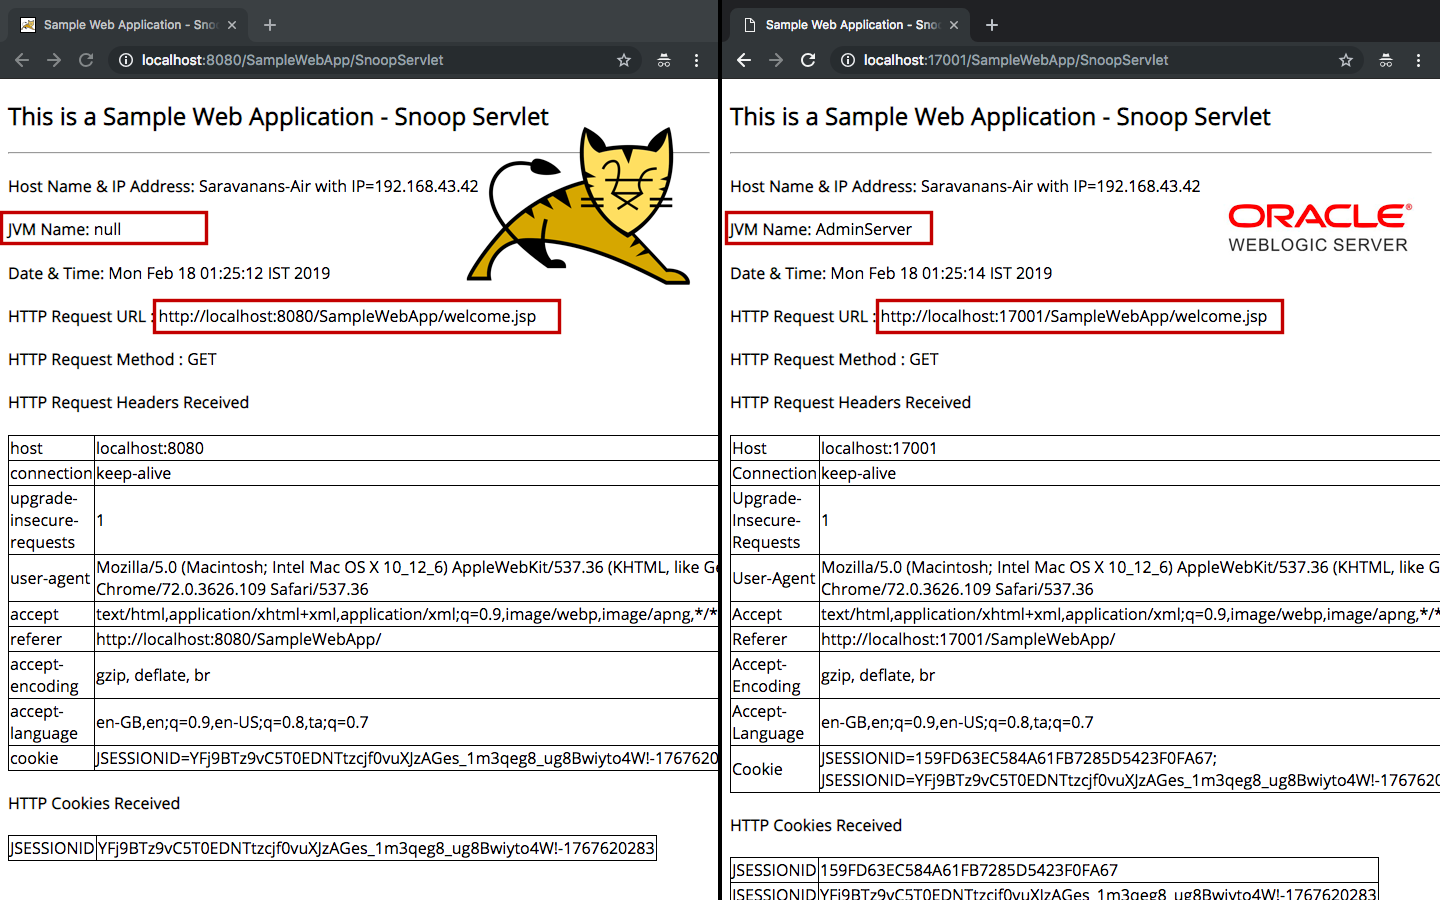 Sample Web Application - Snoo
localhost:8080/SampleWebApp/SnoopServlet
This is a Sample Web Application - Snoop Servlet
Host Name & IP Address: Saravanans-Air with IP=192.168.43.42
JVM Name: null
Date & Time: Mon Feb 18 01:25:12 IST 2019
HTTP Request URL : http://localhost:8080/SampleWebApp/welcome.jsp
HTTP Request Method : GET
HTTP Request Headers Received
host localhost:8080
connection keep-alive
upgrade-
insecure- 1
requests
user-agent Mozilla/5.0 (Macintosh; Intel Mac OS X 10_12_6) AppleWebKit/537.36 (KHTML, like Ge
Chrome/72.0.3626.109 Safari/537.36
accept text/html,application/xhtml+xml,application/xml;q=0.9,image/webp,image/apng,*/*
referer http://localhost:8080/SampleWebApp/
accept-
encoding gzip, deflate, br
accept-
language en-GB,en;q=0.9,en-US;q=0.8,ta;q=0.7
cookie JSESSIONID=YFj9BTz9vC5T0EDNTtzcjf0vuXJzAGes_1m3qeg8_ug8Bwiyto4W!-1767620
HTTP Cookies Received
JSESSIONID YFj9BTz9vC5T0EDNTtzcjf0vuXJzAGes_1m3qeg8_ug8Bwiyto4W!-1767620283
Sample Web Application - Snoo
localhost:17001/SampleWebApp/SnoopServlet
This is a Sample Web Application - Snoop Servlet
Host Name & IP Address: Saravanans-Air with IP=192.168.43.42
ORACLE®
WEBLOGIC SERVER
JVM Name: AdminServer
Date & Time: Mon Feb 18 01:25:14 IST 2019
HTTP Request URL : http://localhost:17001/SampleWebApp/welcome.jsp
HTTP Request Method : GET
HTTP Request Headers Received
Host localhost:17001
Connection keep-alive
Upgrade-
Insecure- 1
Requests
User-Agent Mozilla/5.0 (Macintosh; Intel Mac OS X 10_12_6) AppleWebKit/537.36 (KHTML, like G
Chrome/72.0.3626.109 Safari/537.36
Accept text/html,application/xhtml+xml,application/xml;q=0.9,image/webp,image/apng,*/*
Referer http://localhost:17001/SampleWebApp/
Accept-
Encoding gzip, deflate, br
Accept-
Language en-GB,en;q=0.9,en-US;q=0.8,ta;q=0.7
Cookie JSESSIONID=159FD63EC584A61FB7285D5423F0FA67;
JSESSIONID=YFj9BTz9vC5T0EDNTtzcjf0vuXJzAGes_1m3qeg8_ug8Bwiyto4W!-1767620
HTTP Cookies Received
JSESSIONID 159FD63EC584A61FB7285D5423F0FA67
JSESSIONID YFj9BTz9vC5T0EDNTtzcjf0vuXJzAGes_1m3qeg8_ug8Bwiyto4W!-1767620283